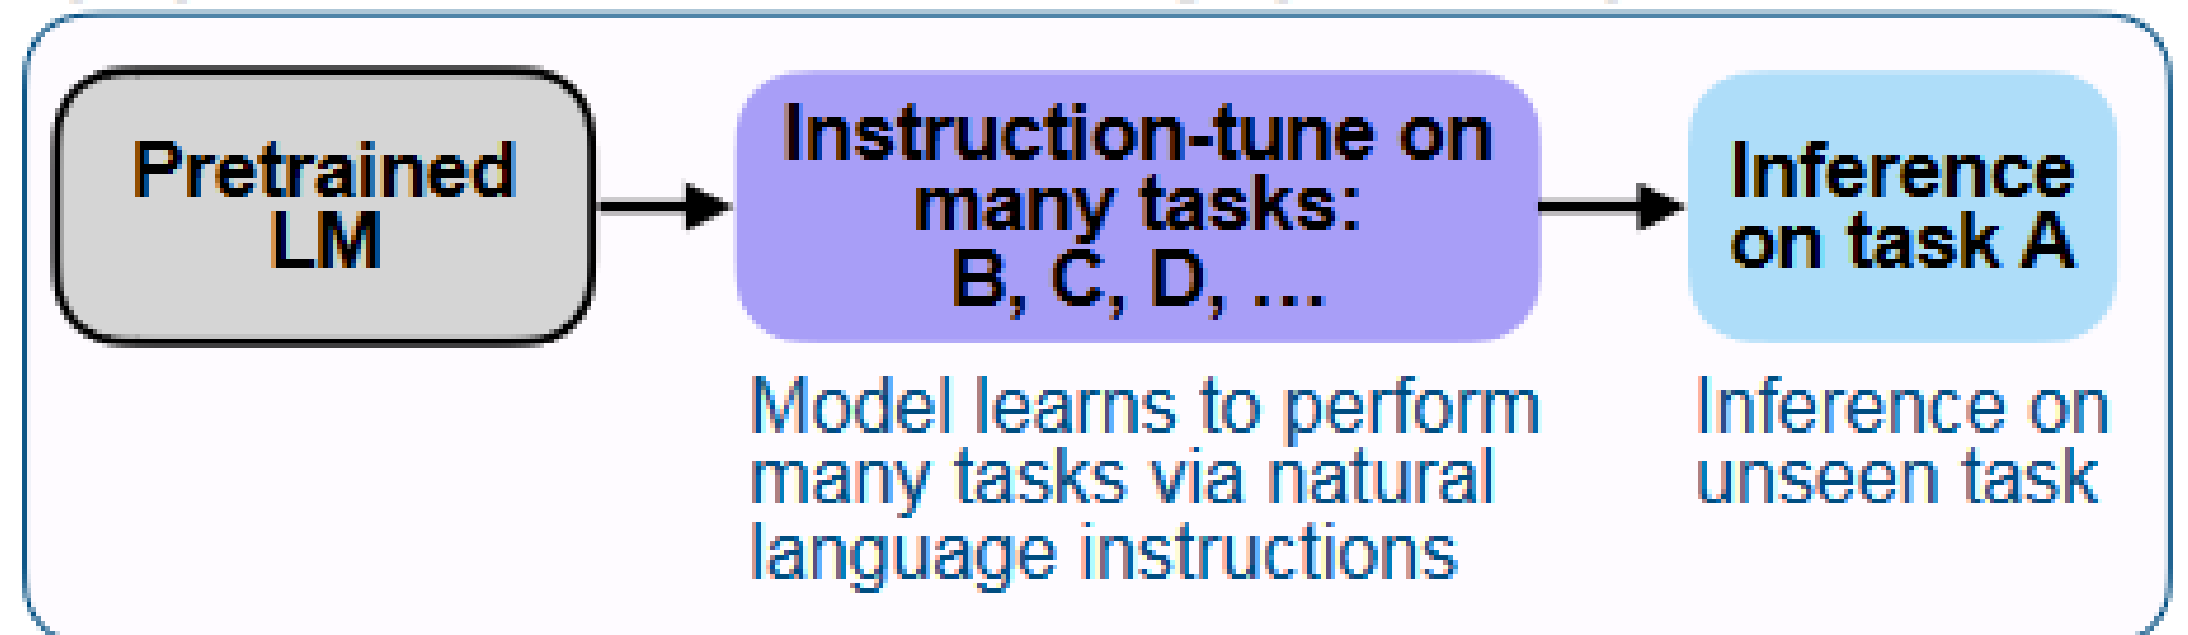 Pretrained
LM
Instruction-tune on
many tasks:
B, C, D, ...
Inference
on task A
Model learns to perform
many tasks via natural
language instructions
Inference on
unseen task